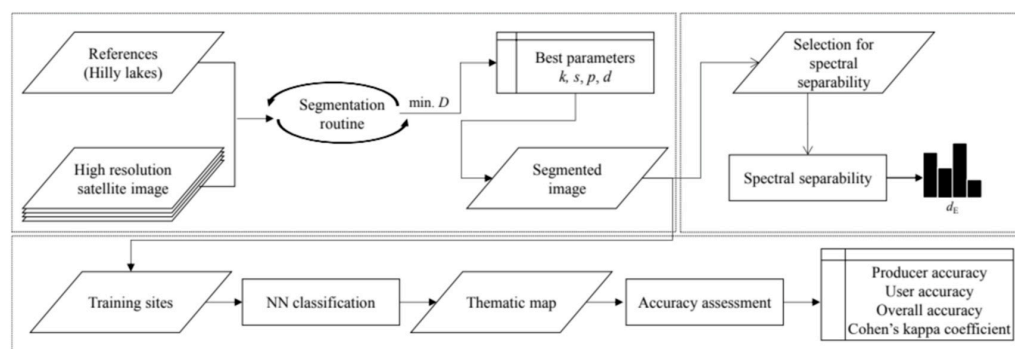 References
(Hilly lakes)
High resolution
satellite image
Segmentation
routine
min. D
Best parameters
k, s, p, d
Segmented
image
Selection for
spectral
separability
Spectral separability
dE
Training sites
NN classification
Thematic map
Accuracy assessment
Producer accuracy
User accuracy
Overall accuracy
Cohen's kappa coefficient